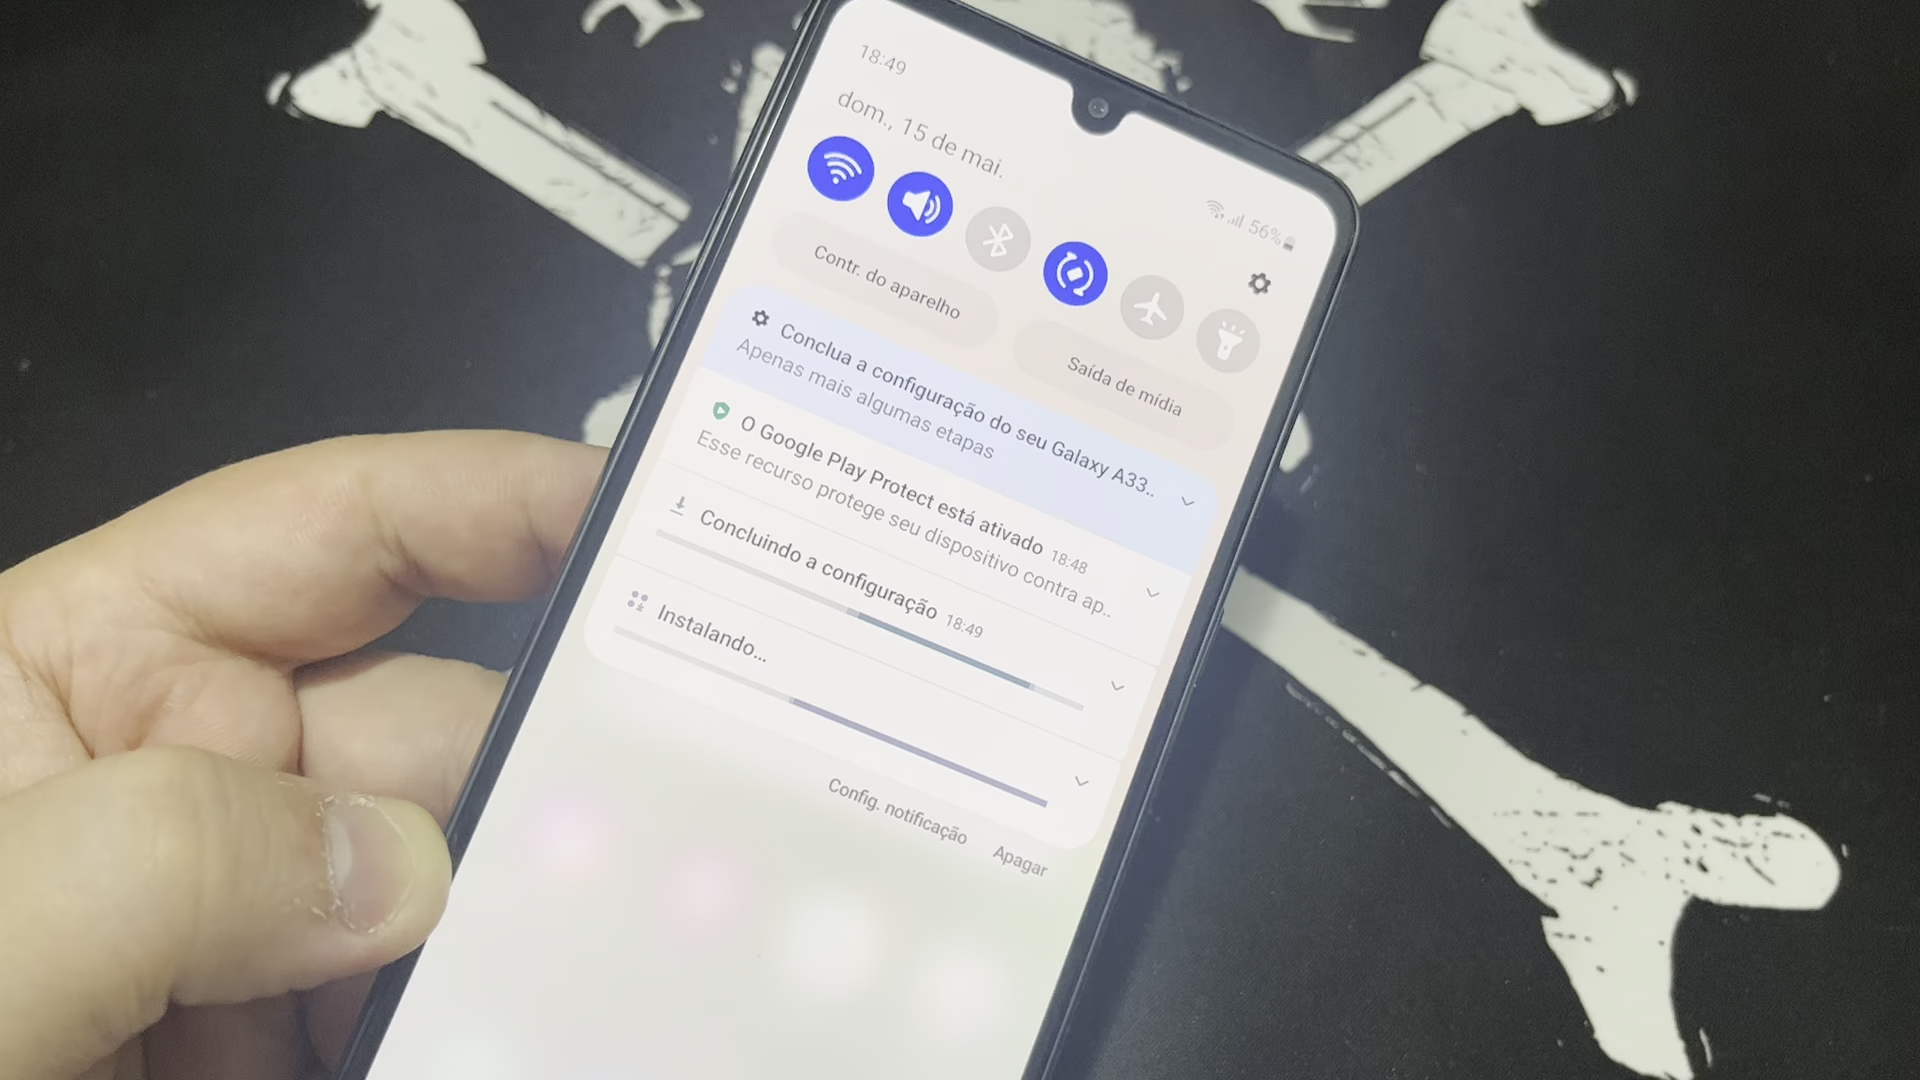 18:49
dom., 15 de mai.
56%
Contr. do aparelho
Saída de mídia
Conclua a configuração do seu Galaxy A33..
Apenas mais algumas etapas
O Google Play Protect está ativado 18:48
Esse recurso protege seu dispositivo contra ap..
Concluindo a configuração 18:49
Instalando...
Config. notificação
Apagar